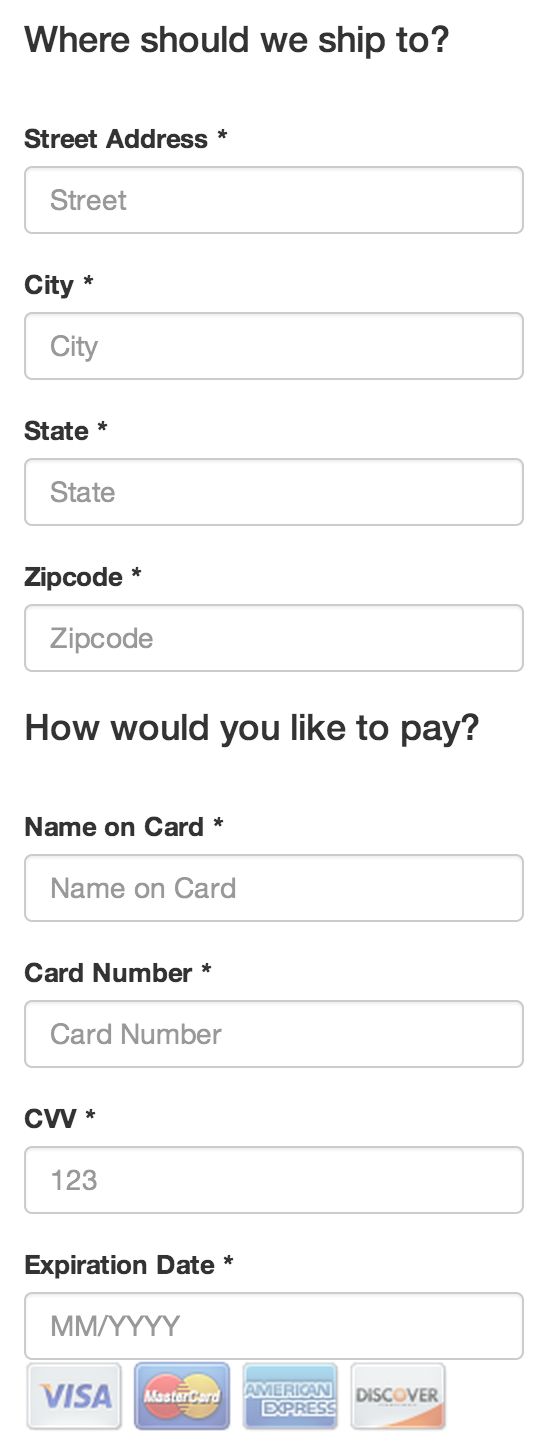 Where should we ship to?
Street Address *
Street
City *
City
State *
State
Zipcode *
Zipcode
How would you like to pay?
Name on Card *
Name on Card
Card Number *
Card Number
CVV *
123
Expiration Date *
MM/YYYY
VISA MasterCard AMERICAN EXPRESS DISCOVER